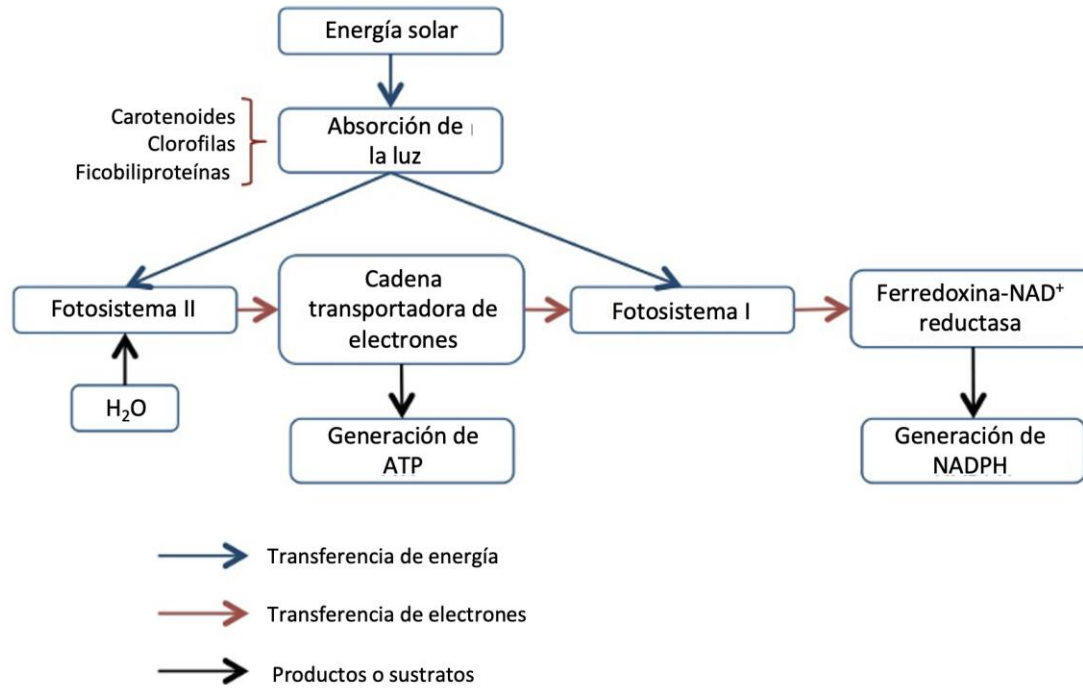 Energía solar
Carotenoides
Clorofilas
Ficobiliproteínas
Absorción de
la luz
Fotosistema II
Cadena
transportadora de
electrones
Fotosistema I
Ferredoxina-NAD⁺
reductasa
H₂O
Generación de
ATP
Generación de
NADPH
Transferencia de energía
Transferencia de electrones
Productos o sustratos